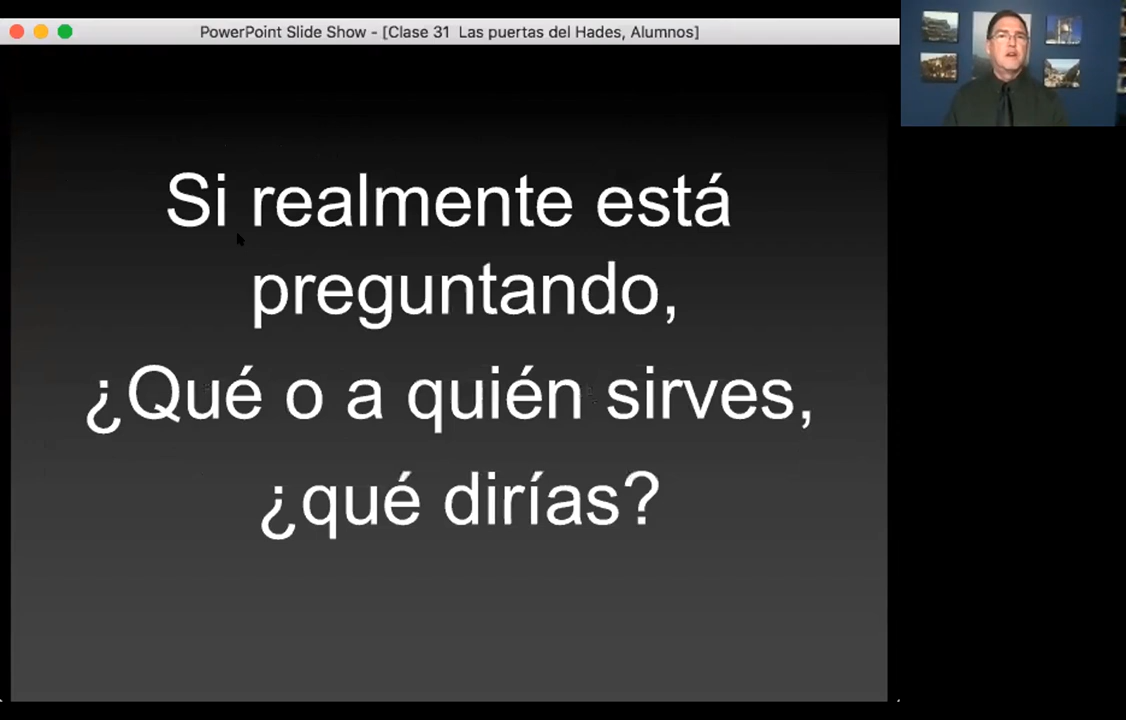 PowerPoint Slide Show - [Clase 31  Las puertas del Hades, Alumnos]
Si realmente está
preguntando,
¿Qué o a quién sirves,
¿qué dirías?